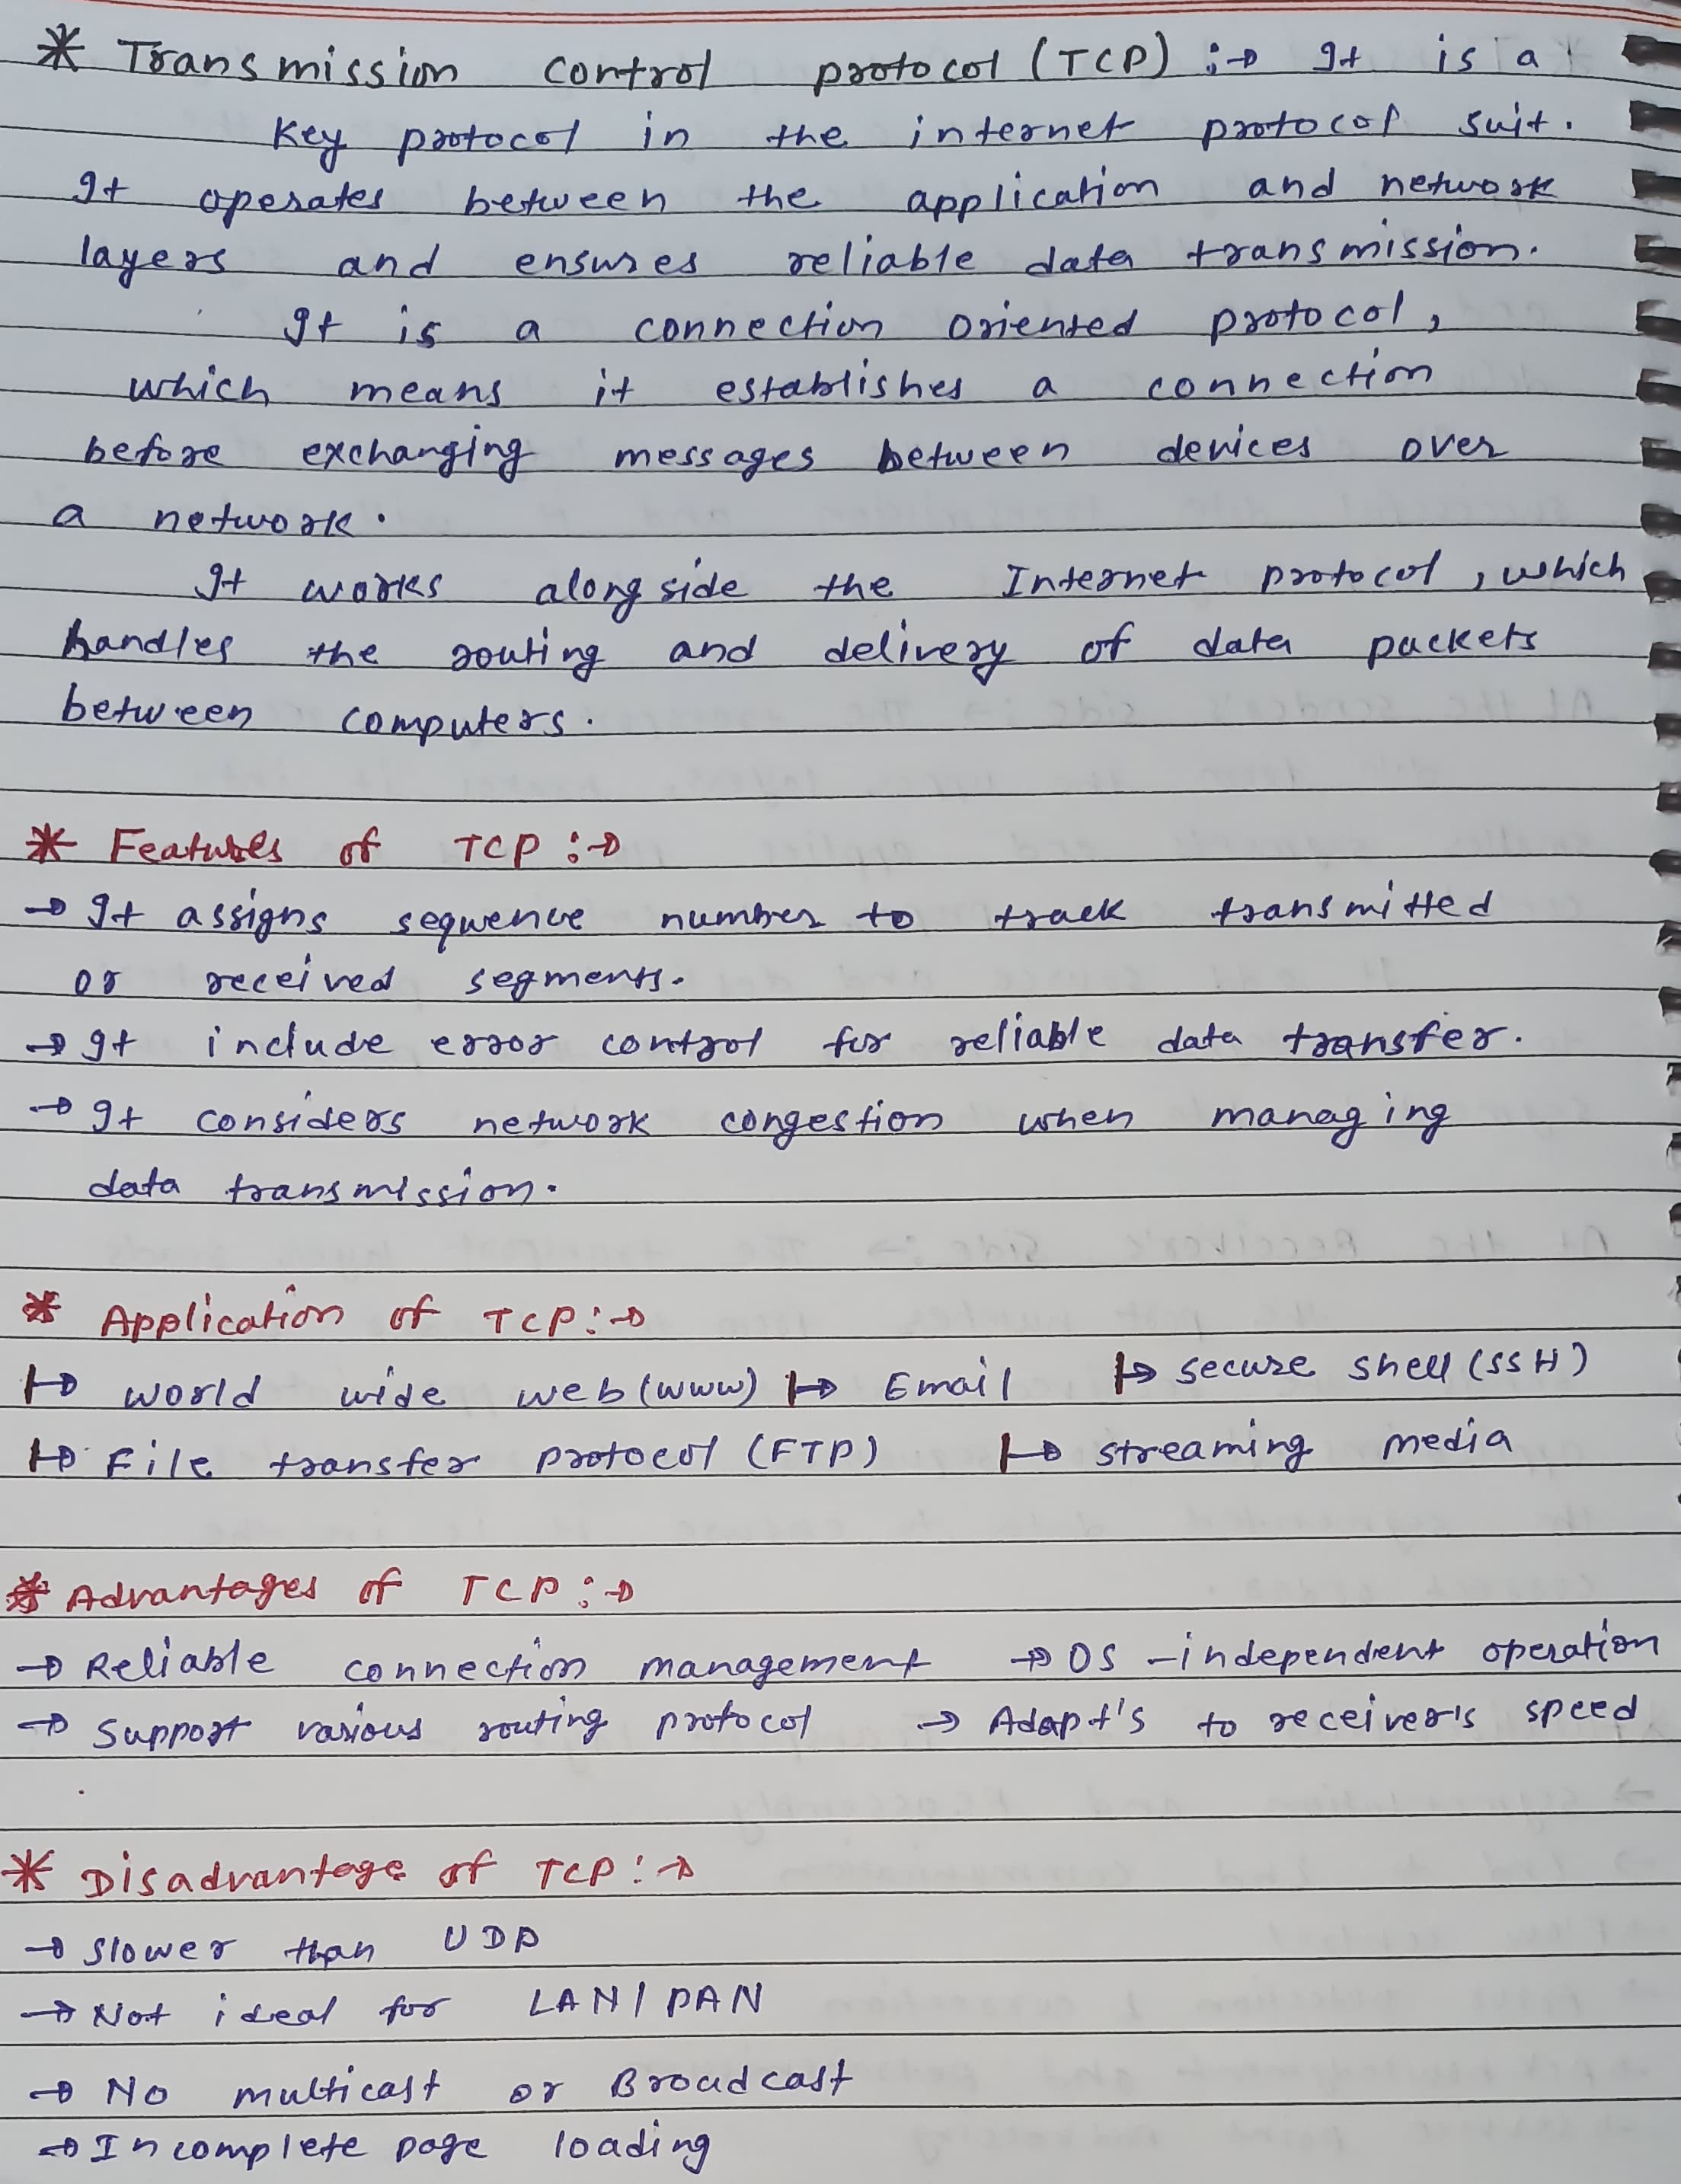 * Transmission control protocol (TCP) :→ It is a
Key protocol in the internet protocol suit.
It operates between the application and network
layers and ensures reliable data transmission.
It is a connection oriented protocol,
which means it establishes a connection
before exchanging messages between devices over
a network.
It works alongside the Internet protocol, which
handles the routing and delivery of data packets
between computers.
* Features of TCP :→
→ It assigns sequence number to track transmitted
or received segments.
→ It include error control for reliable data transfer.
→ It considers network congestion when managing
data transmission.
* Application of TCP :→
↦ World wide web (www) ↦ Email ↦ Secure shell (SSH)
↦ File transfer protocol (FTP) ↦ streaming media
* Advantages of TCP :→
→ Reliable connection management → OS-independent operation
→ Support various routing protocol → Adapt's to receiver's speed
* Disadvantage of TCP :→
→ Slower than UDP
→ Not ideal for LAN/PAN
→ No multicast or Broadcast
→ Incomplete page loading